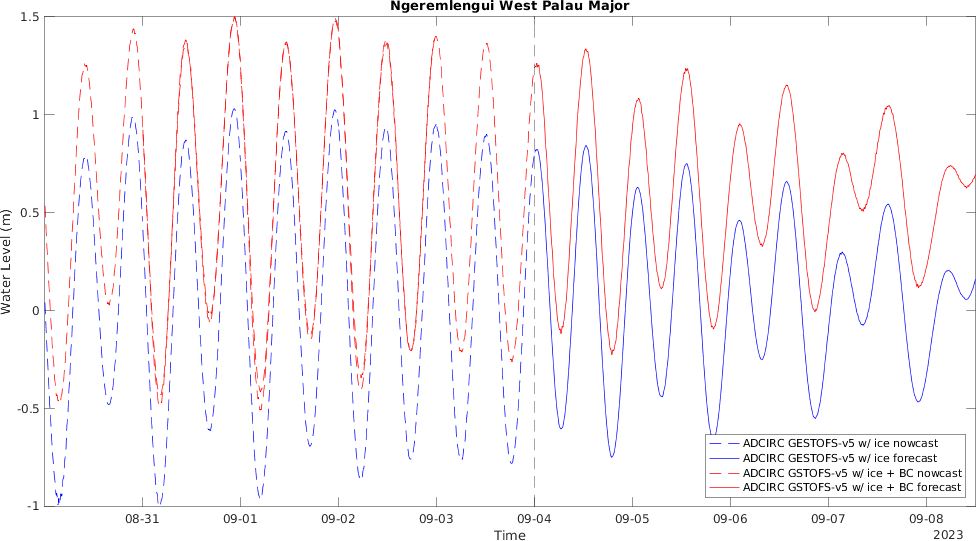 Ngeremlengui West Palau Major
1.5
1
0.5
0
-0.5
-1
Water Level (m)
08-31
09-01
09-02
09-03
09-04
09-05
09-06
09-07
09-08
Time
2023
ADCIRC GESTOFS-v5 w/ ice nowcast
ADCIRC GESTOFS-v5 w/ ice forecast
ADCIRC GSTOFS-v5 w/ ice + BC nowcast
ADCIRC GSTOFS-v5 w/ ice + BC forecast